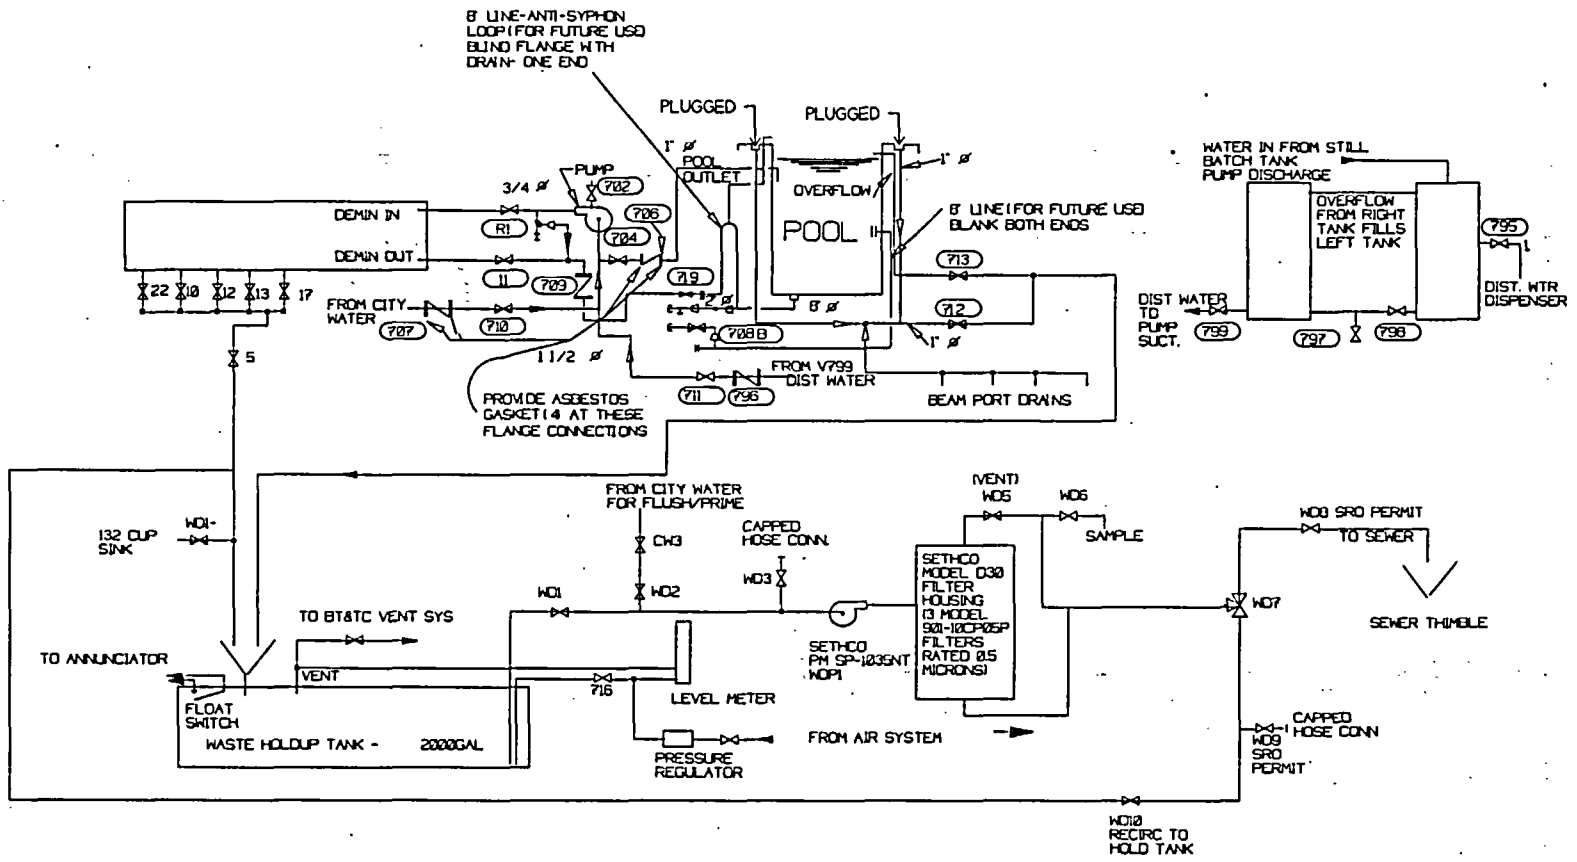 8' LINE-ANTI-SYPHON
LOOP(FOR FUTURE USE)
BLIND FLANGE WITH
DRAIN- ONE END
PLUGGED
PLUGGED
1' Ø
POOL
OUTLET
1' Ø
PUMP
3/4 Ø
702
706
OVERFLOW
POOL
8' LINE(FOR FUTURE USE)
BLANK BOTH ENDS
WATER IN FROM STILL
BATCH TANK
PUMP DISCHARGE
OVERFLOW
FROM RIGHT
TANK FILLS
LEFT TANK
795
DIST. WTR
DISPENSER
DEMIN IN
R1
704
DEMIN OUT
11
709
719
713
22
10
12
13
17
FROM CITY
WATER
707
710
2' Ø
8' Ø
712
DIST WATER
TO
PUMP
SUCT.
799
797
798
708B
1' Ø
1 1/2 Ø
5
FROM V799
DIST WATER
711
796
BEAM PORT DRAINS
PROVIDE ASBESTOS
GASKET(4 AT THESE
FLANGE CONNECTIONS
FROM CITY WATER
FOR FLUSH/PRIME
(VENT)
WD5
WD6
SAMPLE
WD8 SRO PERMIT
TO SEWER
132 CUP
SINK
WD1-
CW3
CAPPED
HOSE CONN.
WD3
WD1
WD2
SETHCO
MODEL D30
FILTER
HOUSING
(3 MODEL
901-10CP05P
FILTERS
RATED 0.5
MICRONS)
WD7
SEWER THIMBLE
TO BT&TC VENT SYS
SETHCO
PM SP-1035NT
WDP1
TO ANNUNCIATOR
VENT
716
LEVEL METER
FLOAT
SWITCH
WASTE HOLDUP TANK - 2000GAL
PRESSURE
REGULATOR
FROM AIR SYSTEM
CAPPED
HOSE CONN
WD9
SRO
PERMIT
WD10
RECIRC TO
HOLD TANK